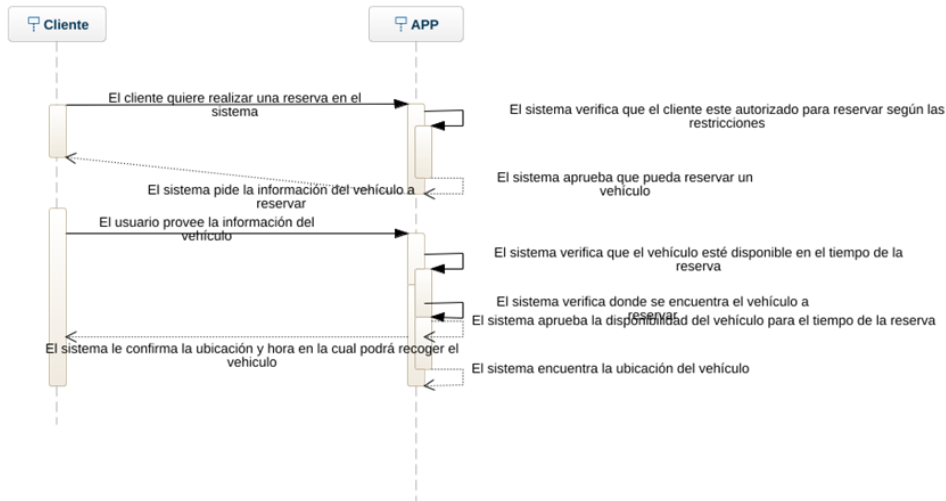 Cliente
APP
El cliente quiere realizar una reserva en el
sistema
El sistema verifica que el cliente este autorizado para reservar según las
restricciones
El sistema pide la información del vehículo a
reservar
El sistema aprueba que pueda reservar un
vehículo
El usuario provee la información del
vehículo
El sistema verifica que el vehículo esté disponible en el tiempo de la
reserva
El sistema verifica donde se encuentra el vehículo a
reservar
El sistema aprueba la disponibilidad del vehículo para el tiempo de la reserva
El sistema le confirma la ubicación y hora en la cual podrá recoger el
vehiculo
El sistema encuentra la ubicación del vehículo